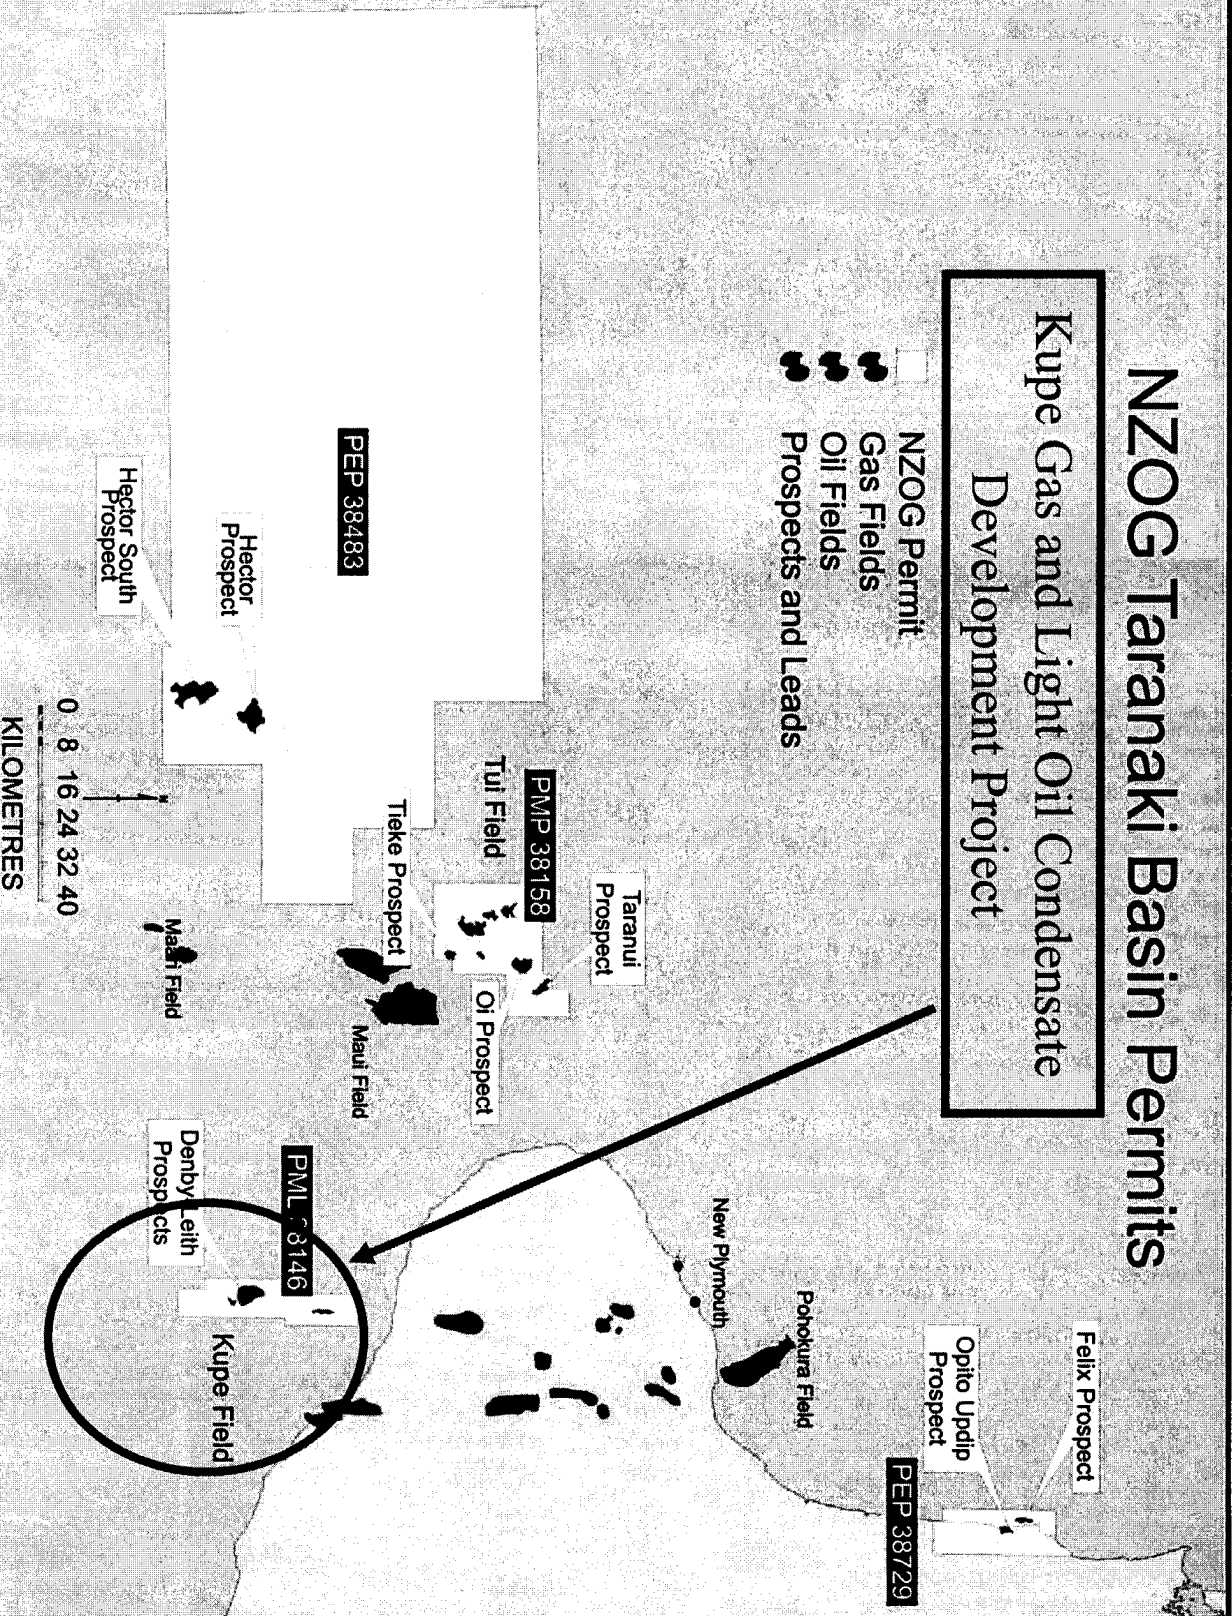 NZOG Taranaki Basin Permits
Kupe Gas and Light Oil Condensate
Development Project
NZOG Permit
Gas Fields
Oil Fields
Prospects and Leads
Felix Prospect
Opito Updip
Prospect
PEP 38729
Pohokura Field
New Plymouth
Taranui
Prospect
PMP 38158
Tui Field
Oi Prospect
Tieke Prospect
Maui Field
PEP 38483
PML 38146
Hector
Prospect
Kupe Field
Denby/Leith
Prospects
Maari Field
Hector South
Prospect
0 8 16 24 32 40
KILOMETRES